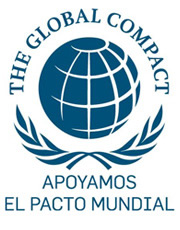 THE GLOBAL COMPACT
APOYAMOS
EL PACTO MUNDIAL